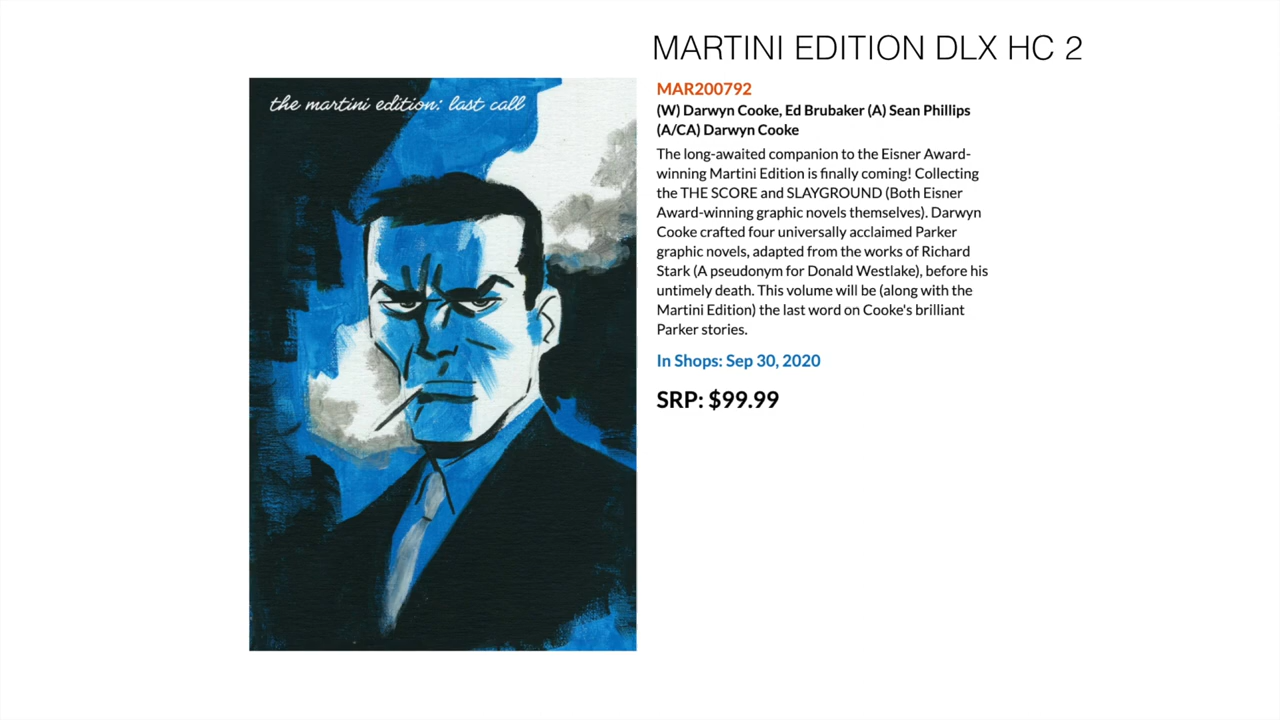 MARTINI EDITION DLX HC 2
the martini edition: last call
MAR200792
(W) Darwyn Cooke, Ed Brubaker (A) Sean Phillips
(A/CA) Darwyn Cooke
The long-awaited companion to the Eisner Award-
winning Martini Edition is finally coming! Collecting
the THE SCORE and SLAYGROUND (Both Eisner
Award-winning graphic novels themselves). Darwyn
Cooke crafted four universally acclaimed Parker
graphic novels, adapted from the works of Richard
Stark (A pseudonym for Donald Westlake), before his
untimely death. This volume will be (along with the
Martini Edition) the last word on Cooke's brilliant
Parker stories.
In Shops: Sep 30, 2020
SRP: $99.99